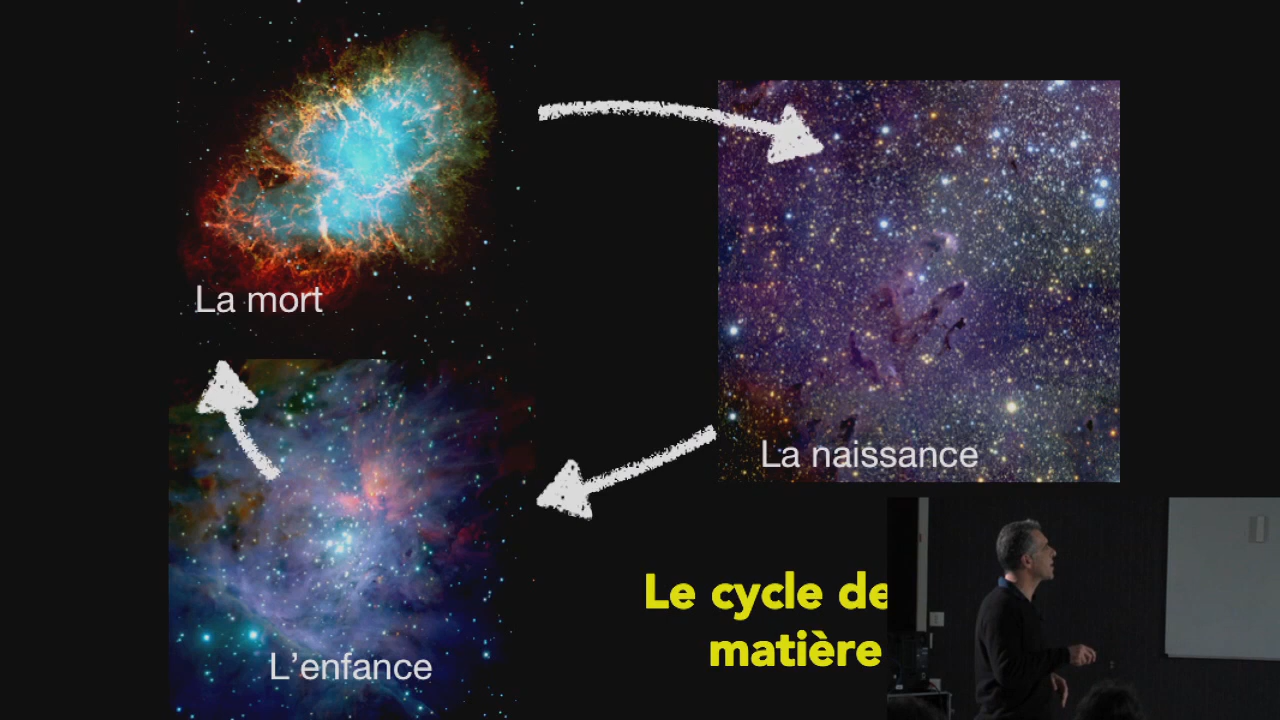 La mort
La naissance
L'enfance
Le cycle de
matière